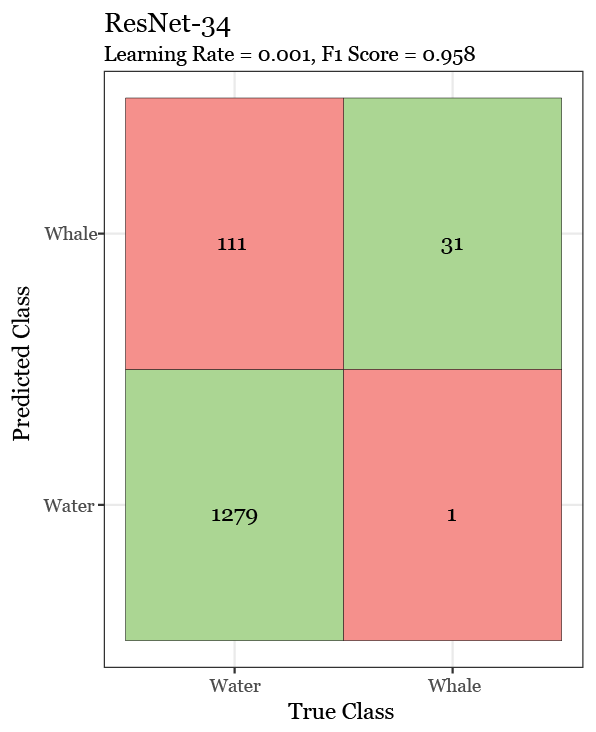 ResNet-34
Learning Rate = 0.001, F1 Score = 0.958
Whale
111
31
Predicted Class
Water
1279
1
Water
Whale
True Class